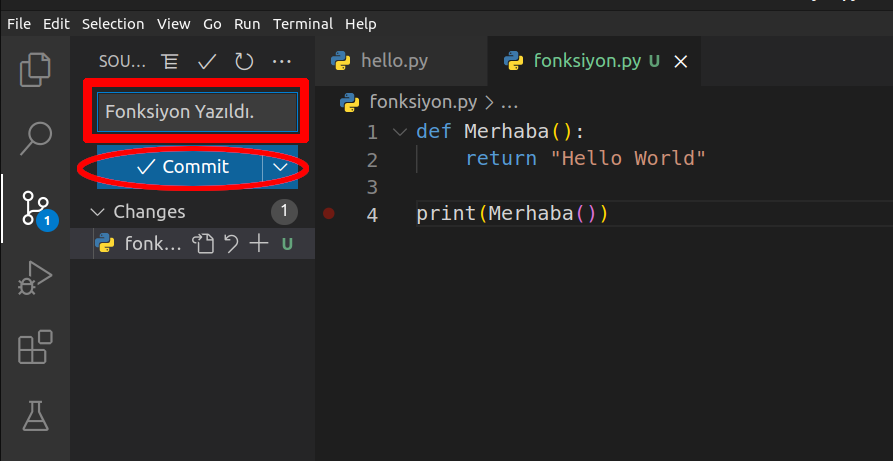 File Edit Selection View Go Run Terminal Help
SOU... ...
hello.py
fonksiyon.py U
Fonksiyon Yazıldı.
Commit
1
Changes 1
fonk... U
fonksiyon.py > ...
1 def Merhaba():
2 return "Hello World"
3
4 print(Merhaba())